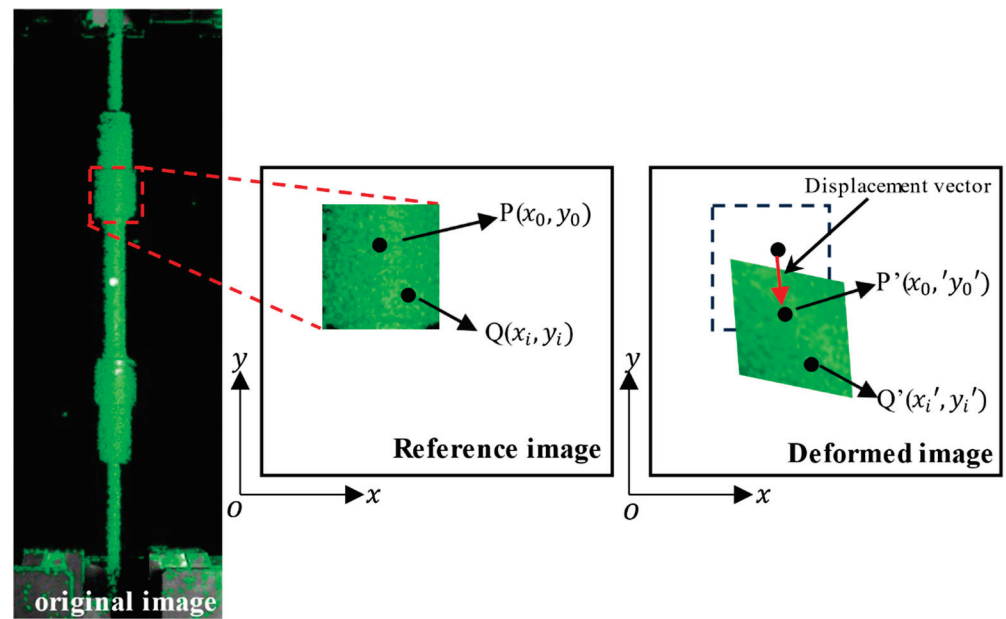 original image
P(x₀, y₀)
Q(xᵢ, yᵢ)
y
Reference image
x
O
Displacement vector
P’(x₀,′y₀′)
Q’(xᵢ′, yᵢ′)
y
Deformed image
x
O